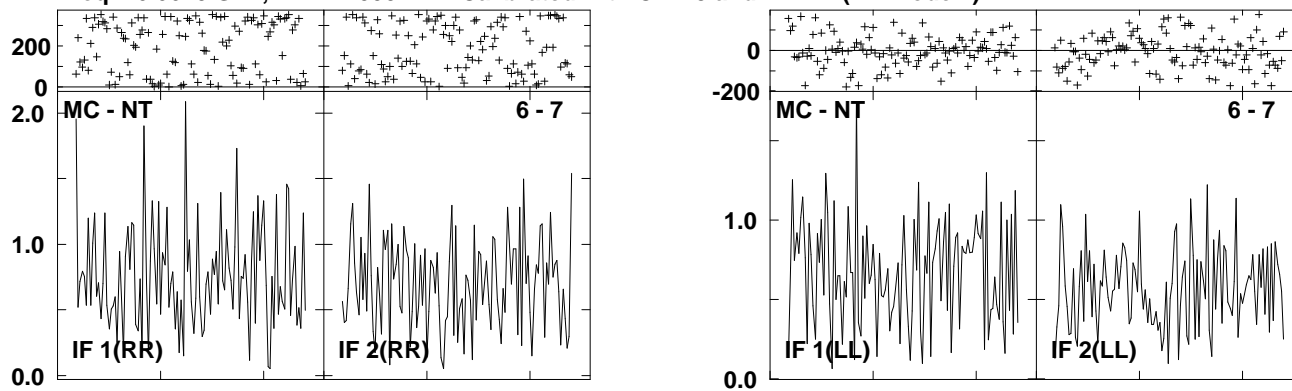 200
0
MC - NT 6 - 7
2.0
1.0
IF 1(RR) IF 2(RR)
0.0
0
-200
MC - NT 6 - 7
1.0
IF 1(LL) IF 2(LL)
0.0